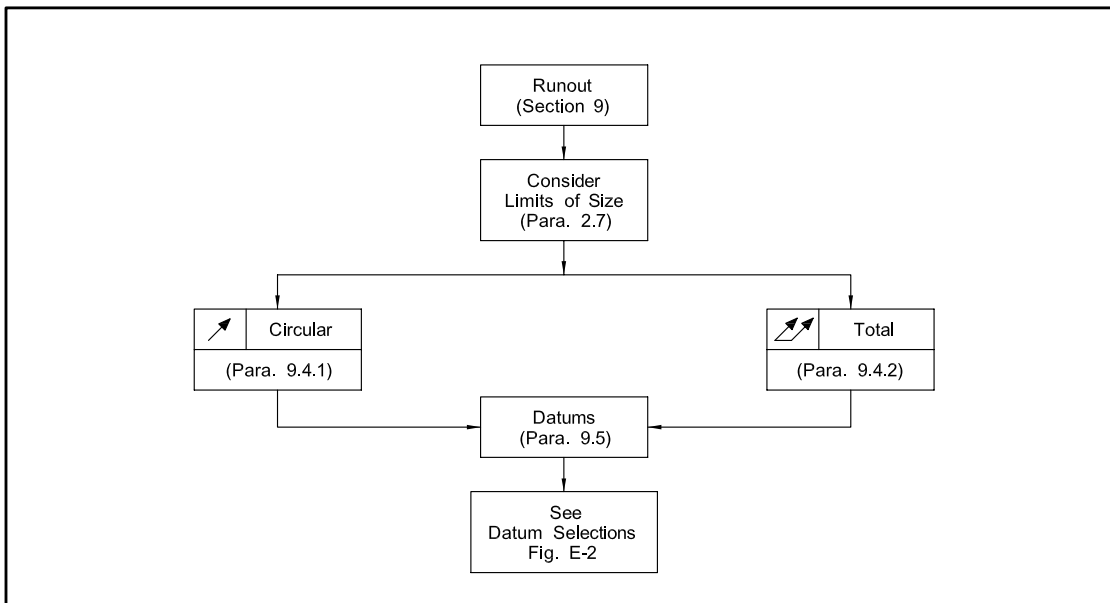 Runout
(Section 9)
Consider
Limits of Size
(Para. 2.7)
Circular
(Para. 9.4.1)
Total
(Para. 9.4.2)
Datums
(Para. 9.5)
See
Datum Selections
Fig. E-2